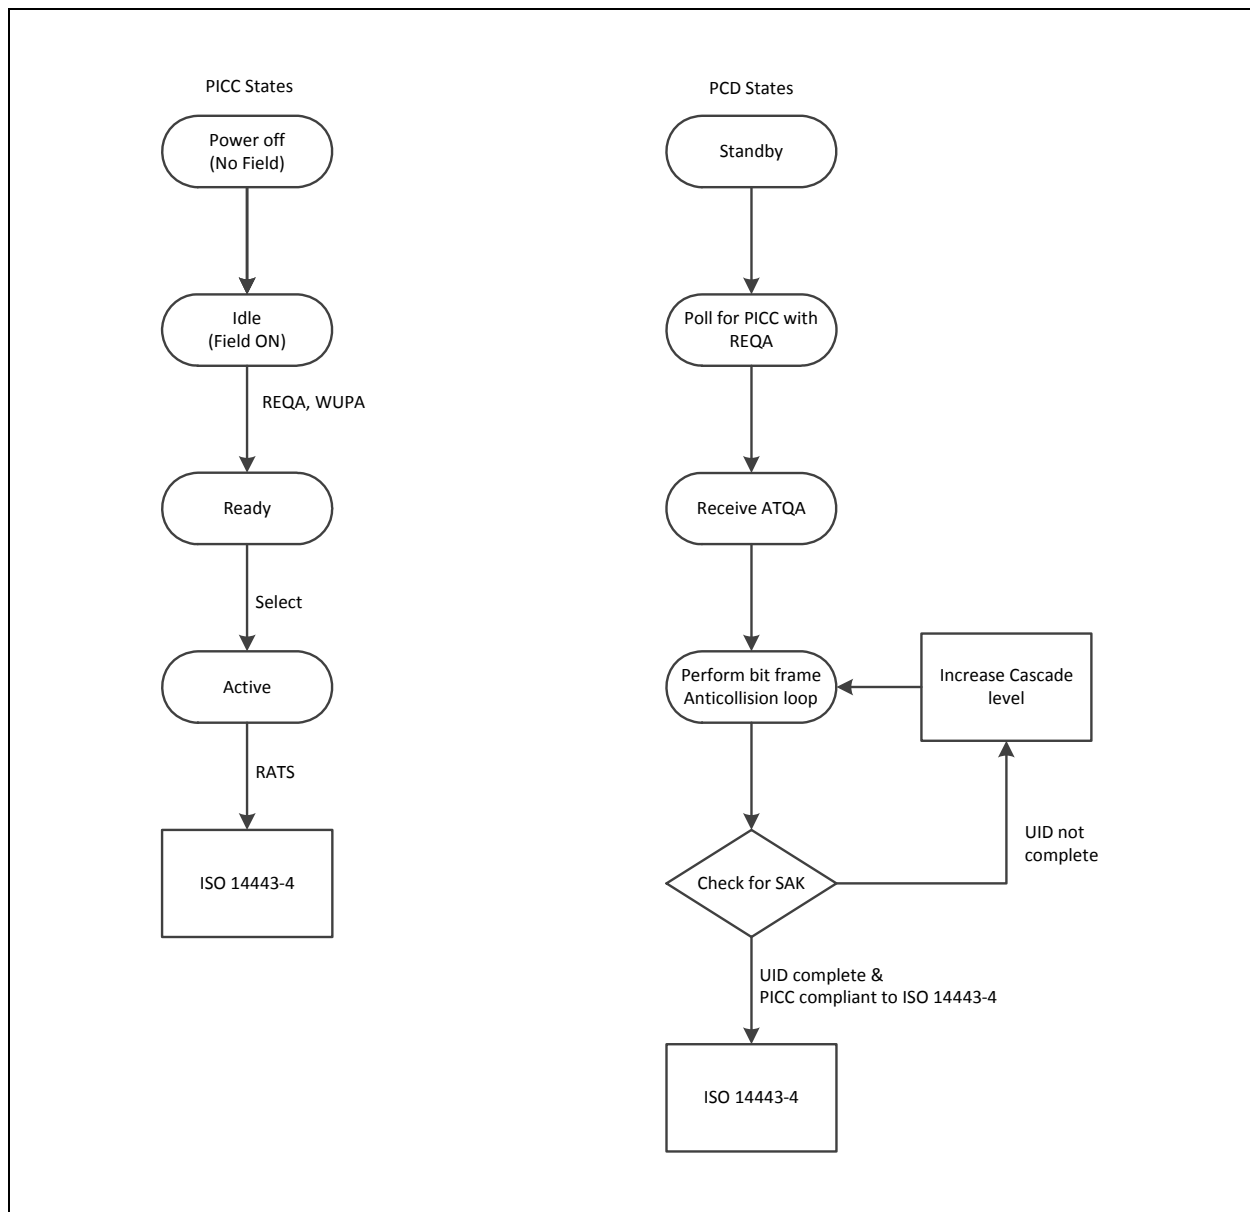 PICC States
Power off
(No Field)
Idle
(Field ON)
REQA, WUPA
Ready
Select
Active
RATS
ISO 14443-4
PCD States
Standby
Poll for PICC with
REQA
Receive ATQA
Perform bit frame
Anticollision loop
Increase Cascade
level
UID not
complete
Check for SAK
UID complete &
PICC compliant to ISO 14443-4
ISO 14443-4